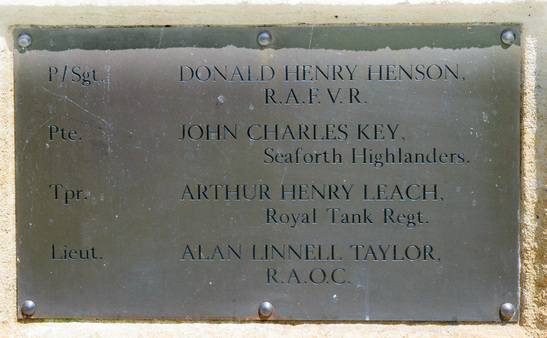 P/Sgt. DONALD HENRY HENSON,
R.A.F.V.R.
Pte. JOHN CHARLES KEY,
Seaforth Highlanders.
Tpr. ARTHUR HENRY LEACH,
Royal Tank Regt.
Lieut. ALAN LINNELL TAYLOR,
R.A.O.C.